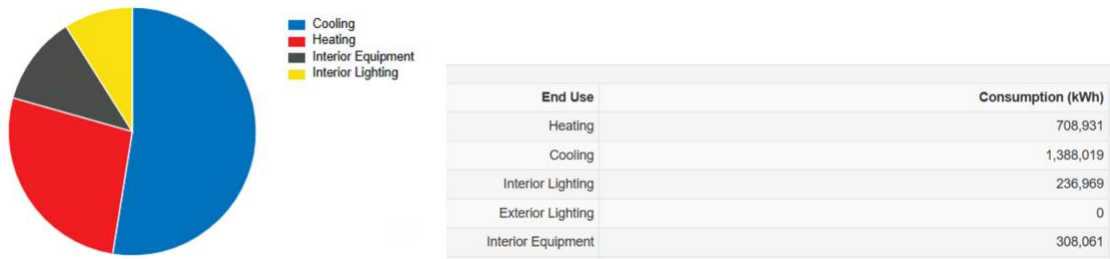 Cooling
Heating
Interior Equipment
Interior Lighting
End Use Consumption (kWh)
Heating 708,931
Cooling 1,388,019
Interior Lighting 236,969
Exterior Lighting 0
Interior Equipment 308,061